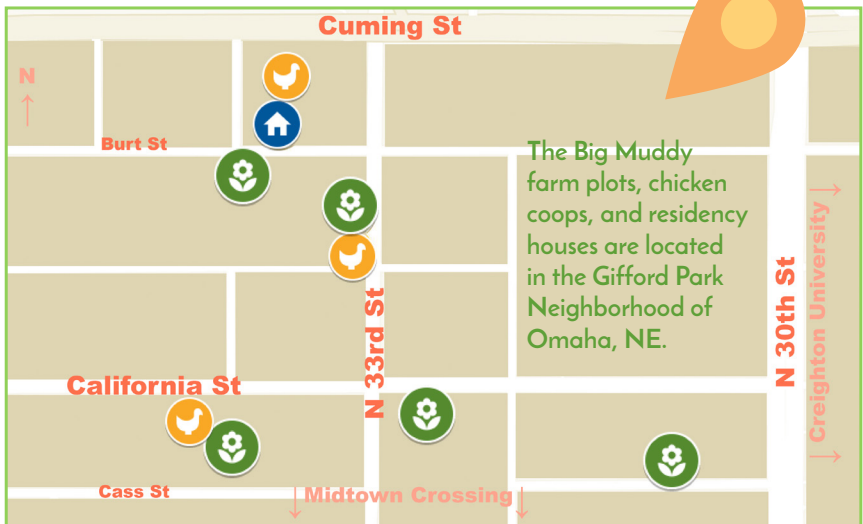 Cuming St
N
Burt St
The Big Muddy
farm plots, chicken
coops, and residency
houses are located
in the Gifford Park
Neighborhood of
Omaha, NE.
N 33rd St
N 30th St
Creighton University
California St
Cass St
Midtown Crossing